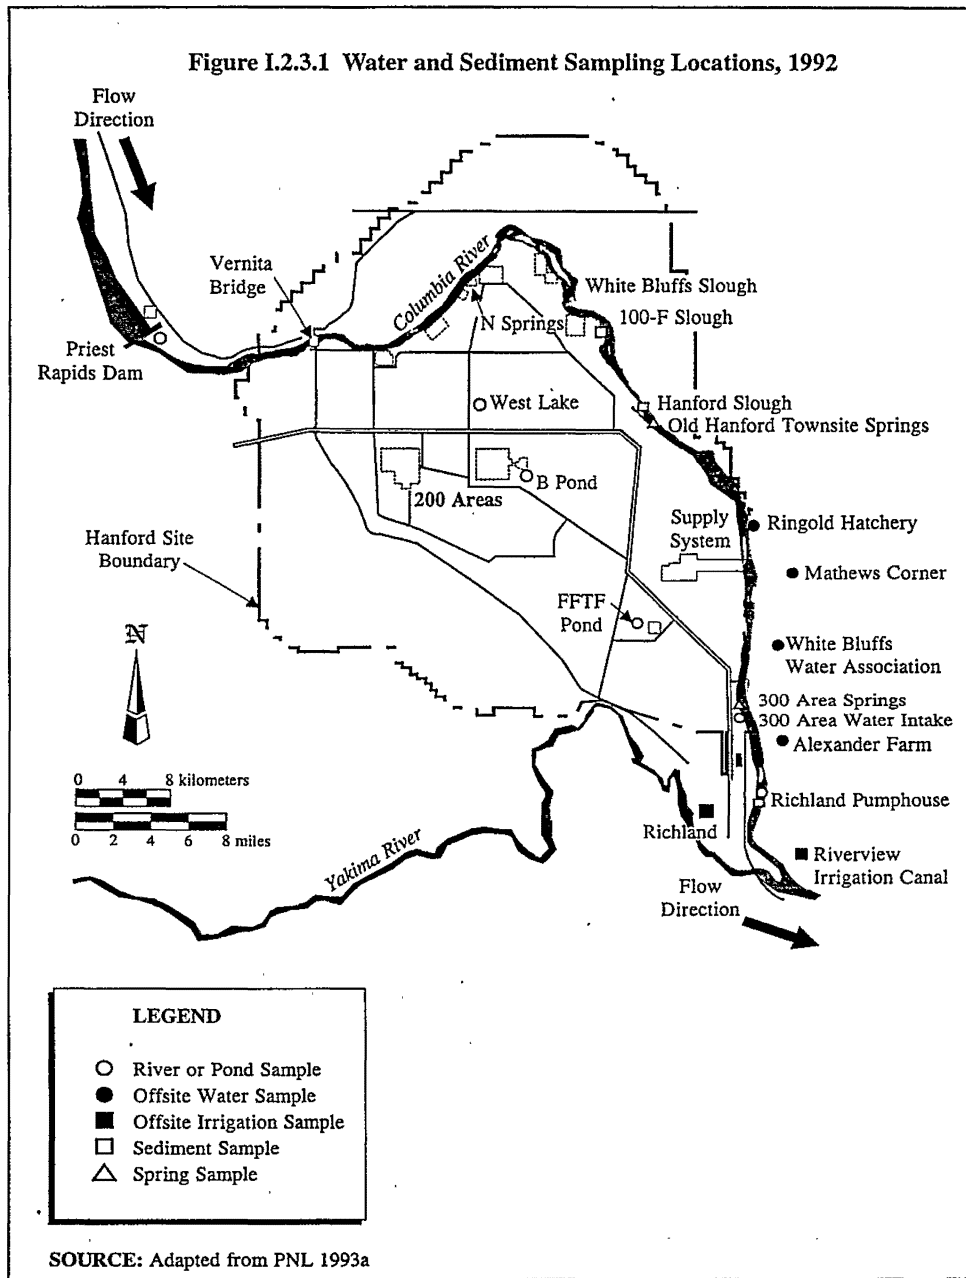 Figure I.2.3.1 Water and Sediment Sampling Locations, 1992
Flow
Direction
Vernita
Bridge
Columbia River
White Bluffs Slough
N Springs
100-F Slough
Priest
Rapids Dam
West Lake
Hanford Slough
Old Hanford Townsite Springs
B Pond
200 Areas
Supply
System
Ringold Hatchery
Hanford Site
Boundary
Mathews Corner
FFTF
Pond
N
White Bluffs
Water Association
300 Area Springs
300 Area Water Intake
Alexander Farm
0 4 8 kilometers
0 2 4 6 8 miles
Richland Pumphouse
Richland
Yakima River
Riverview
Irrigation Canal
Flow
Direction
LEGEND
River or Pond Sample
Offsite Water Sample
Offsite Irrigation Sample
Sediment Sample
Spring Sample
SOURCE: Adapted from PNL 1993a